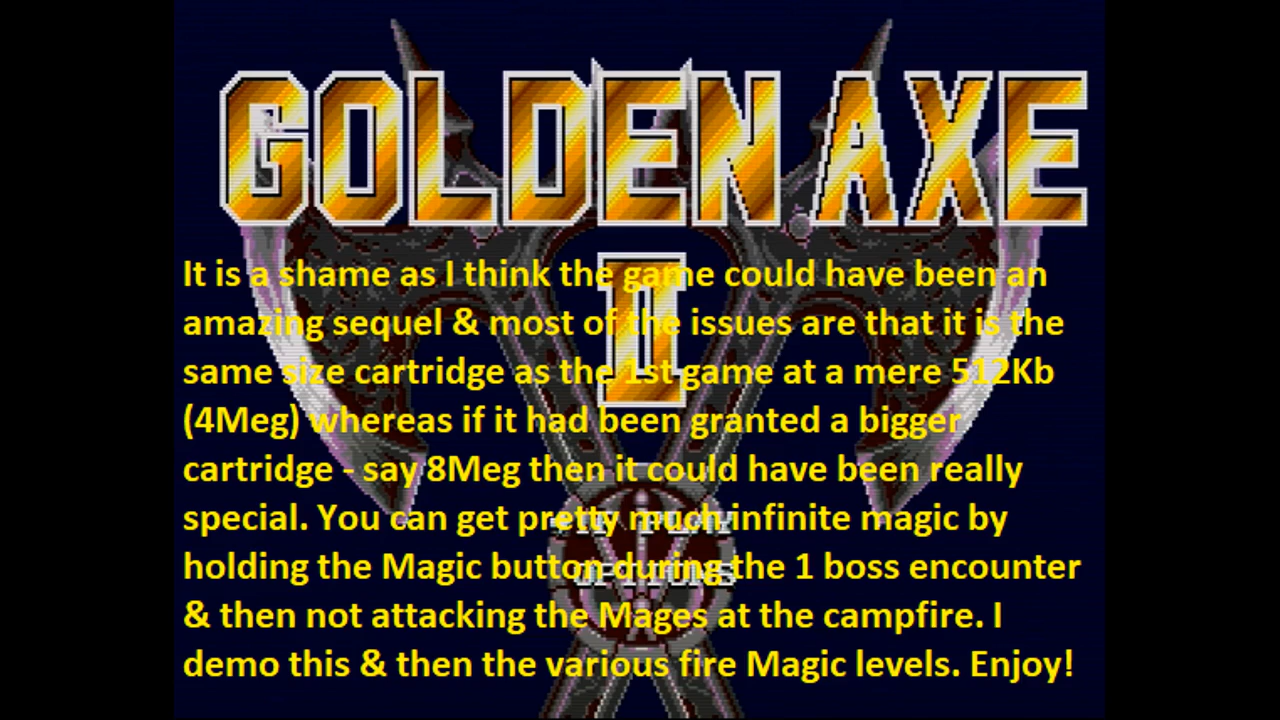 GOLDEN AXE
II
It is a shame as I think the game could have been an
amazing sequel & most of the issues are that it is the
same size cartridge as the 1st game at a mere 512Kb
(4Meg) whereas if it had been granted a bigger
cartridge - say 8Meg then it could have been really
special. You can get pretty much infinite magic by
holding the Magic button during the 1 boss encounter
& then not attacking the Mages at the campfire. I
demo this & then the various fire Magic levels. Enjoy!
OPTIONS